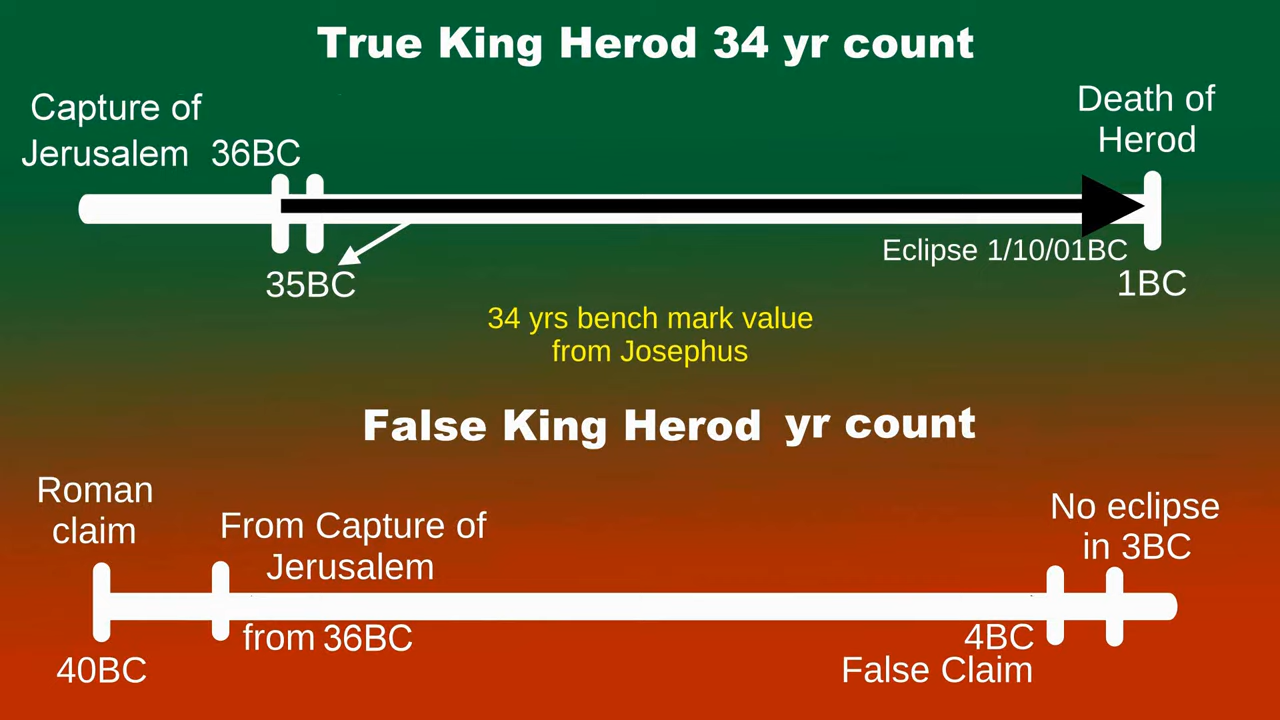 True King Herod 34 yr count
Capture of
Jerusalem 36BC
Death of
Herod
Eclipse 1/10/01BC
35BC
1BC
34 yrs bench mark value
from Josephus
False King Herod yr count
Roman
claim
From Capture of
Jerusalem
No eclipse
in 3BC
from 36BC
4BC
40BC
False Claim